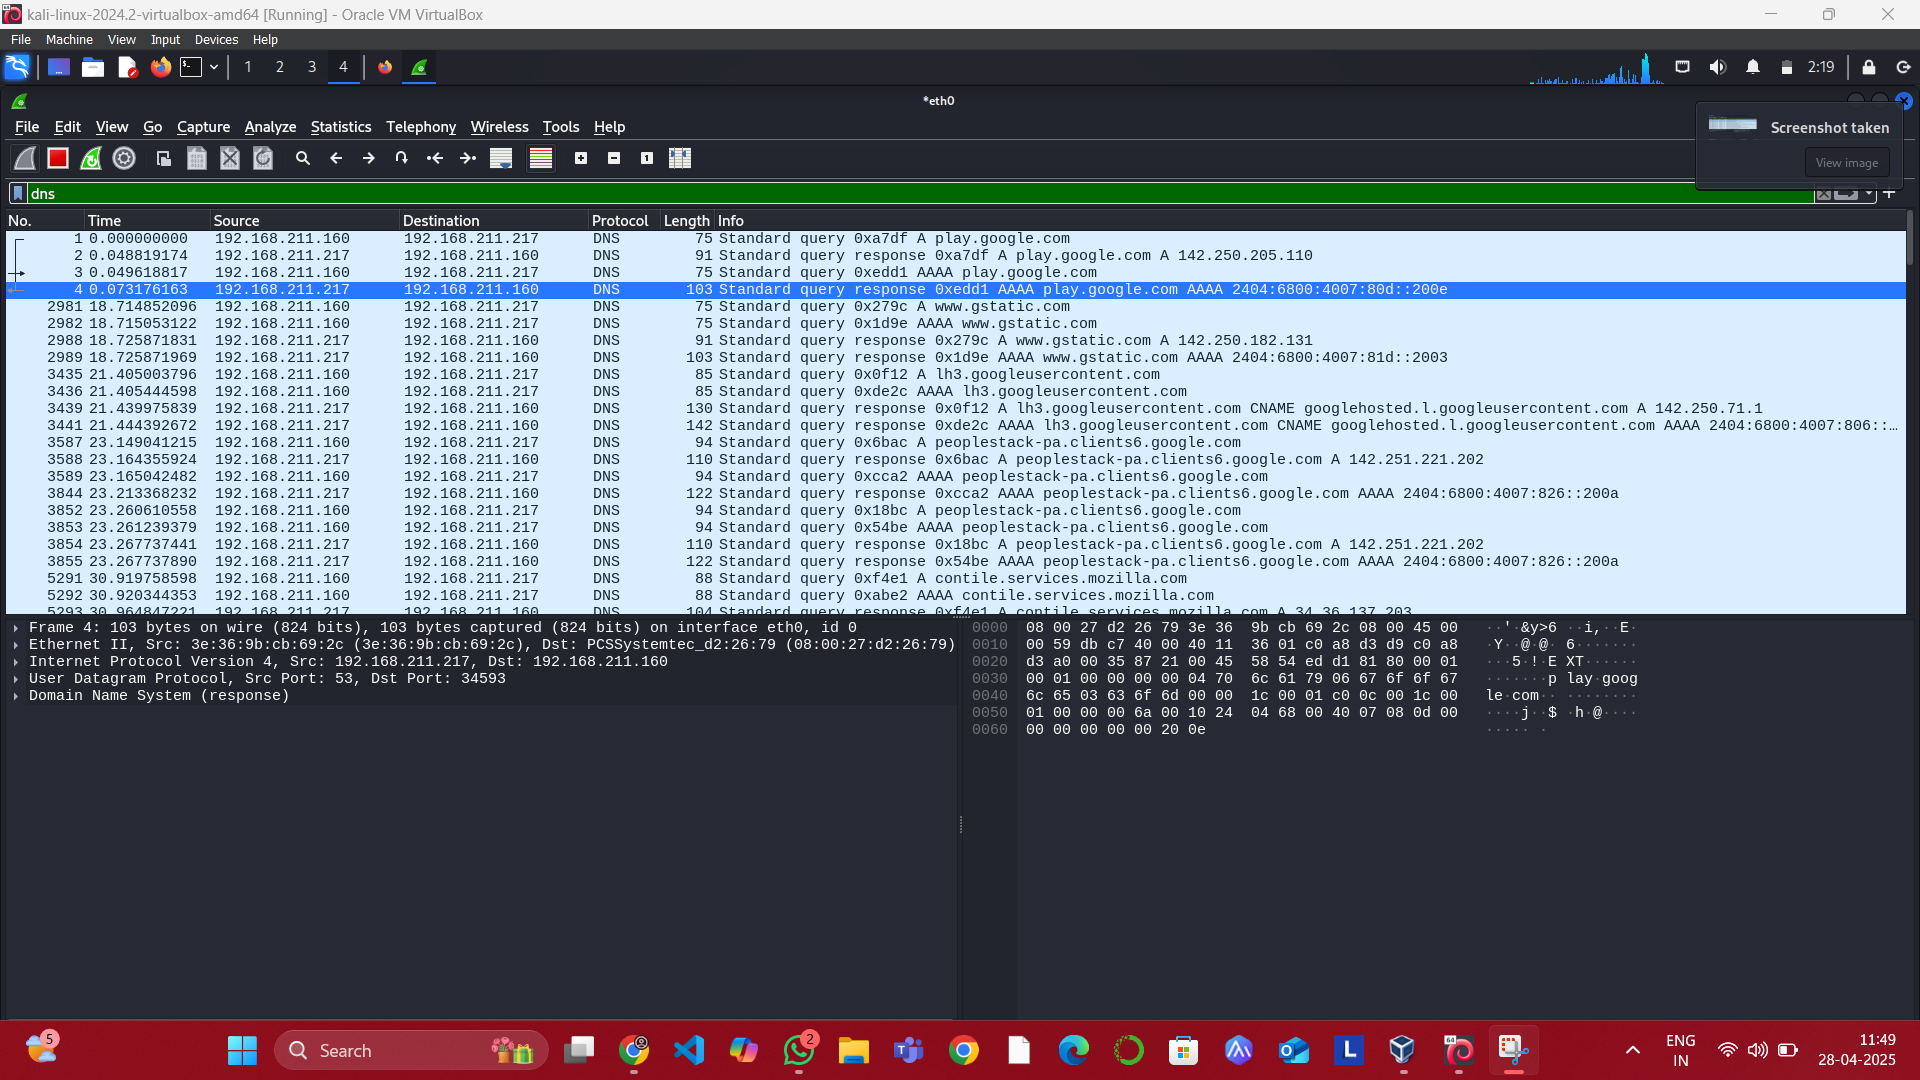 kali-linux-2024.2-virtualbox-amd64 [Running] - Oracle VM VirtualBox
File Machine View Input Devices Help
1 2 3 4 2:19
*eth0
File Edit View Go Capture Analyze Statistics Telephony Wireless Tools Help
Screenshot taken
View image
dns
No. Time Source Destination Protocol Length Info
1 0.000000000 192.168.211.160 192.168.211.217 DNS 75 Standard query 0xa7df A play.google.com
2 0.048819174 192.168.211.217 192.168.211.160 DNS 91 Standard query response 0xa7df A play.google.com A 142.250.205.110
3 0.049618817 192.168.211.160 192.168.211.217 DNS 75 Standard query 0xedd1 AAAA play.google.com
4 0.073176163 192.168.211.217 192.168.211.160 DNS 103 Standard query response 0xedd1 AAAA play.google.com AAAA 2404:6800:4007:80d::200e
2981 18.714852096 192.168.211.160 192.168.211.217 DNS 75 Standard query 0x279c A www.gstatic.com
2982 18.715053122 192.168.211.160 192.168.211.217 DNS 75 Standard query 0x1d9e AAAA www.gstatic.com
2988 18.725871831 192.168.211.217 192.168.211.160 DNS 91 Standard query response 0x279c A www.gstatic.com A 142.250.182.131
2989 18.725871969 192.168.211.217 192.168.211.160 DNS 103 Standard query response 0x1d9e AAAA www.gstatic.com AAAA 2404:6800:4007:81d::2003
3435 21.405003796 192.168.211.160 192.168.211.217 DNS 85 Standard query 0x0f12 A lh3.googleusercontent.com
3436 21.405444598 192.168.211.160 192.168.211.217 DNS 85 Standard query 0xde2c AAAA lh3.googleusercontent.com
3439 21.439975839 192.168.211.217 192.168.211.160 DNS 130 Standard query response 0x0f12 A lh3.googleusercontent.com CNAME googlehosted.l.googleusercontent.com A 142.250.71.1
3441 21.444392672 192.168.211.217 192.168.211.160 DNS 142 Standard query response 0xde2c AAAA lh3.googleusercontent.com CNAME googlehosted.l.googleusercontent.com AAAA 2404:6800:4007:806::…
3587 23.149041215 192.168.211.160 192.168.211.217 DNS 94 Standard query 0x6bac A peoplestack-pa.clients6.google.com
3588 23.164355924 192.168.211.217 192.168.211.160 DNS 110 Standard query response 0x6bac A peoplestack-pa.clients6.google.com A 142.251.221.202
3589 23.165042482 192.168.211.160 192.168.211.217 DNS 94 Standard query 0xcca2 AAAA peoplestack-pa.clients6.google.com
3844 23.213368232 192.168.211.217 192.168.211.160 DNS 122 Standard query response 0xcca2 AAAA peoplestack-pa.clients6.google.com AAAA 2404:6800:4007:826::200a
3852 23.260610558 192.168.211.160 192.168.211.217 DNS 94 Standard query 0x18bc A peoplestack-pa.clients6.google.com
3853 23.261239379 192.168.211.160 192.168.211.217 DNS 94 Standard query 0x54be AAAA peoplestack-pa.clients6.google.com
3854 23.267737441 192.168.211.217 192.168.211.160 DNS 110 Standard query response 0x18bc A peoplestack-pa.clients6.google.com A 142.251.221.202
3855 23.267737890 192.168.211.217 192.168.211.160 DNS 122 Standard query response 0x54be AAAA peoplestack-pa.clients6.google.com AAAA 2404:6800:4007:826::200a
5291 30.919758598 192.168.211.160 192.168.211.217 DNS 88 Standard query 0xf4e1 A contile.services.mozilla.com
5292 30.920344353 192.168.211.160 192.168.211.217 DNS 88 Standard query 0xabe2 AAAA contile.services.mozilla.com
5293 30.964847221 192.168.211.217 192.168.211.160 DNS 104 Standard query response 0xf4e1 A contile.services.mozilla.com A 34.36.137.203
Frame 4: 103 bytes on wire (824 bits), 103 bytes captured (824 bits) on interface eth0, id 0
Ethernet II, Src: 3e:36:9b:cb:69:2c (3e:36:9b:cb:69:2c), Dst: PCSSystemtec_d2:26:79 (08:00:27:d2:26:79)
Internet Protocol Version 4, Src: 192.168.211.217, Dst: 192.168.211.160
User Datagram Protocol, Src Port: 53, Dst Port: 34593
Domain Name System (response)
0000 08 00 27 d2 26 79 3e 36 9b cb 69 2c 08 00 45 00 ··'·&y>6 ··i,··E·
0010 00 59 db c7 40 00 40 11 36 01 c0 a8 d3 d9 c0 a8 ·Y··@·@· 6·······
0020 d3 a0 00 35 87 21 00 45 58 54 ed d1 81 80 00 01 ···5·!·E XT······
0030 00 01 00 00 00 00 04 70 6c 61 79 06 67 6f 6f 67 ·······p lay·goog
0040 6c 65 03 63 6f 6d 00 00 1c 00 01 c0 0c 00 1c 00 le·com·· ········
0050 01 00 00 00 6a 00 10 24 04 68 00 40 07 08 0d 00 ····j··$ ·h·@····
0060 00 00 00 00 00 20 0e ····· ·
5
Search
2
ENG
IN
11:49
28-04-2025